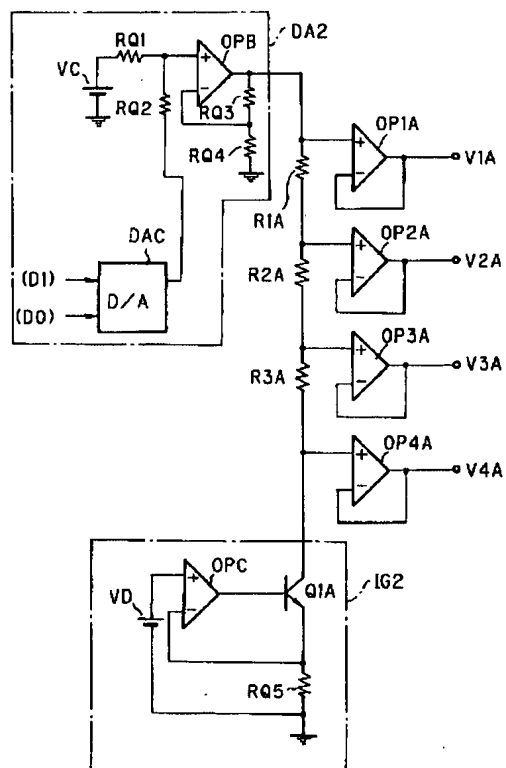 RQ1
OPB
DA2
VC
+
-
RQ2
RQ3
OP1A
+
V1A
-
RQ4
R1A
DAC
OP2A
+
V2A
(D1)
D/A
R2A
-
(D0)
OP3A
+
V3A
R3A
-
OP4A
+
V4A
-
OPC
IG2
VD
+
Q1A
-
RQ5